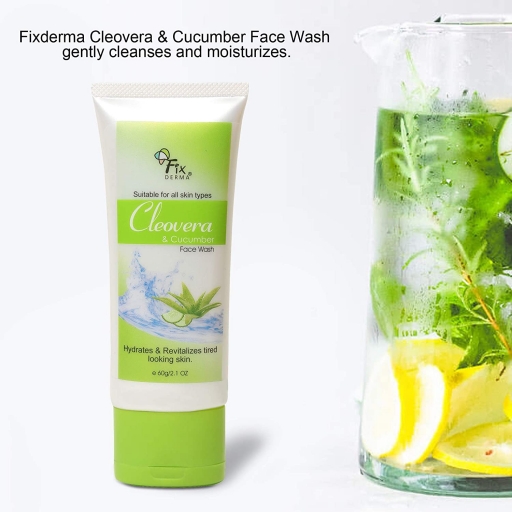 Fixderma Cleovera & Cucumber Face Wash
gently cleanses and moisturizes.
Fix
DERMA®
Suitable for all skin types
Cleovera
& Cucumber
Face Wash
Hydrates & Revitalizes tired
looking skin.
℮ 60g/2.1 OZ